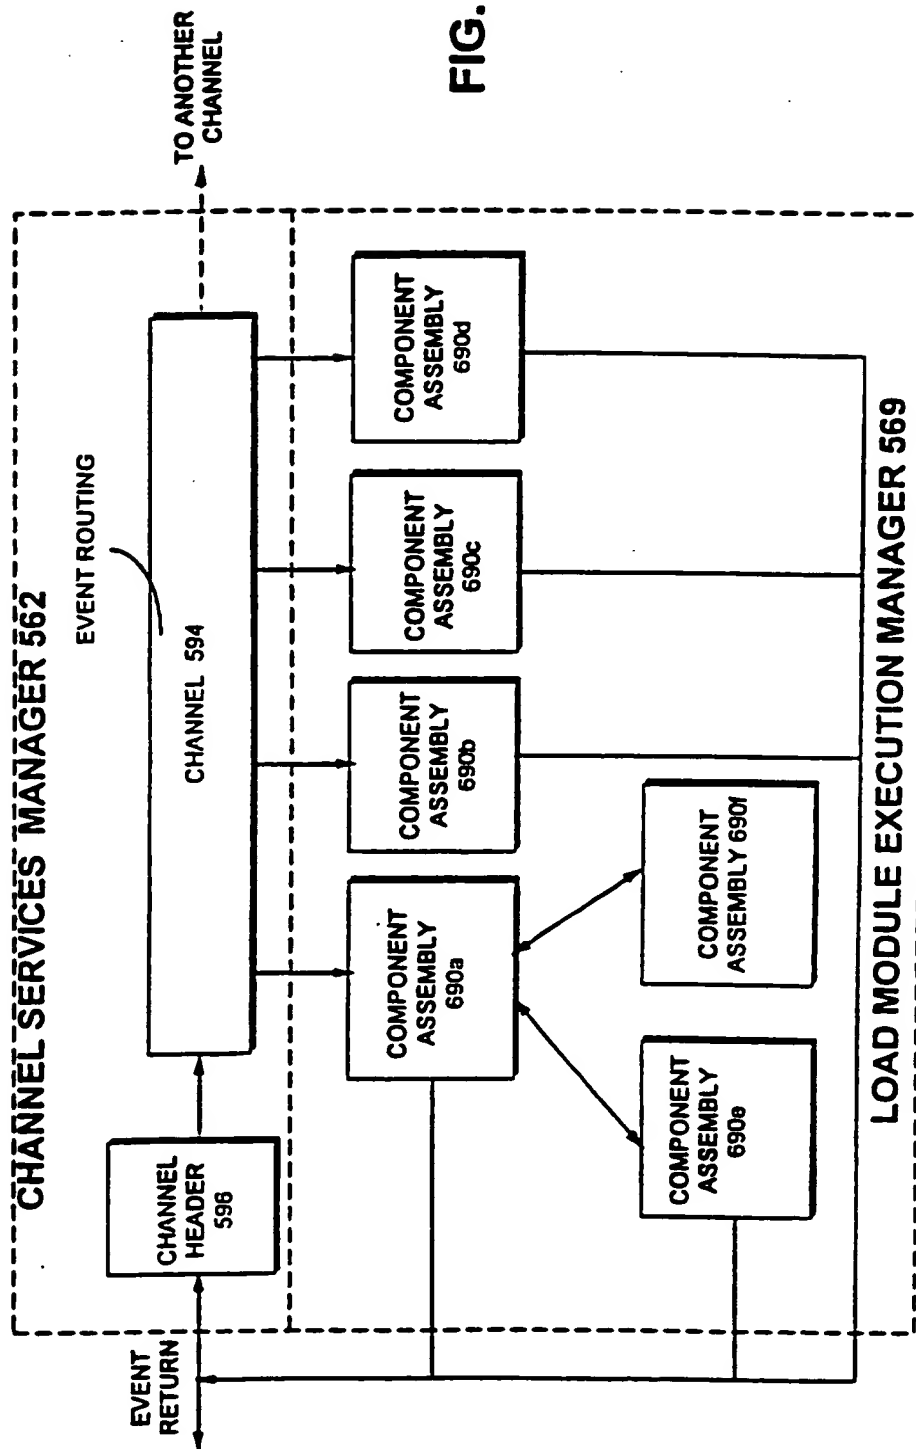 CHANNEL SERVICES MANAGER 562
EVENT ROUTING
TO ANOTHER
CHANNEL
EVENT
RETURN
CHANNEL
HEADER
596
CHANNEL 594
COMPONENT
ASSEMBLY
690a
COMPONENT
ASSEMBLY
690b
COMPONENT
ASSEMBLY
690c
COMPONENT
ASSEMBLY
690d
COMPONENT
ASSEMBLY
690e
COMPONENT
ASSEMBLY 690f
LOAD MODULE EXECUTION MANAGER 569
FIG.